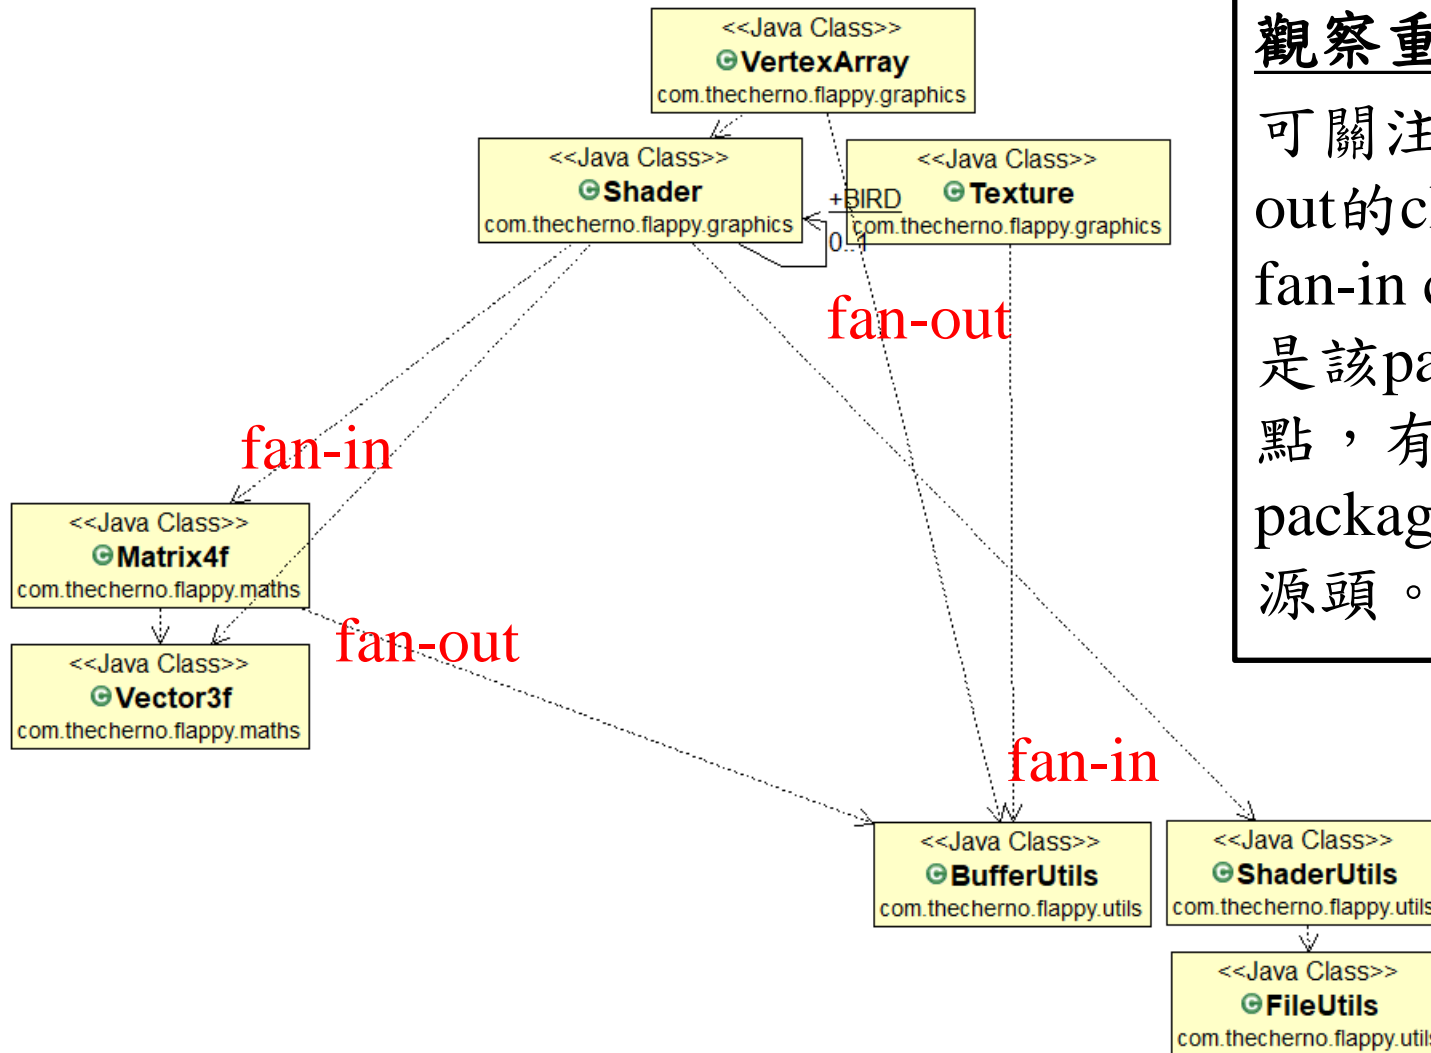 <<Java Class>>
VertexArray
com.thecherno.flappy.graphics
<<Java Class>>
Shader
com.thecherno.flappy.graphics
<<Java Class>>
Texture
com.thecherno.flappy.graphics
+BIRD
0..1
fan-out
fan-in
<<Java Class>>
Matrix4f
com.thecherno.flappy.maths
fan-out
<<Java Class>>
Vector3f
com.thecherno.flappy.maths
fan-in
<<Java Class>>
BufferUtils
com.thecherno.flappy.utils
<<Java Class>>
ShaderUtils
com.thecherno.flappy.utils
<<Java Class>>
FileUtils
com.thecherno.flappy.utils
觀察重
可關注
out的c
fan-in
是該pa
點，有
packag
源頭。